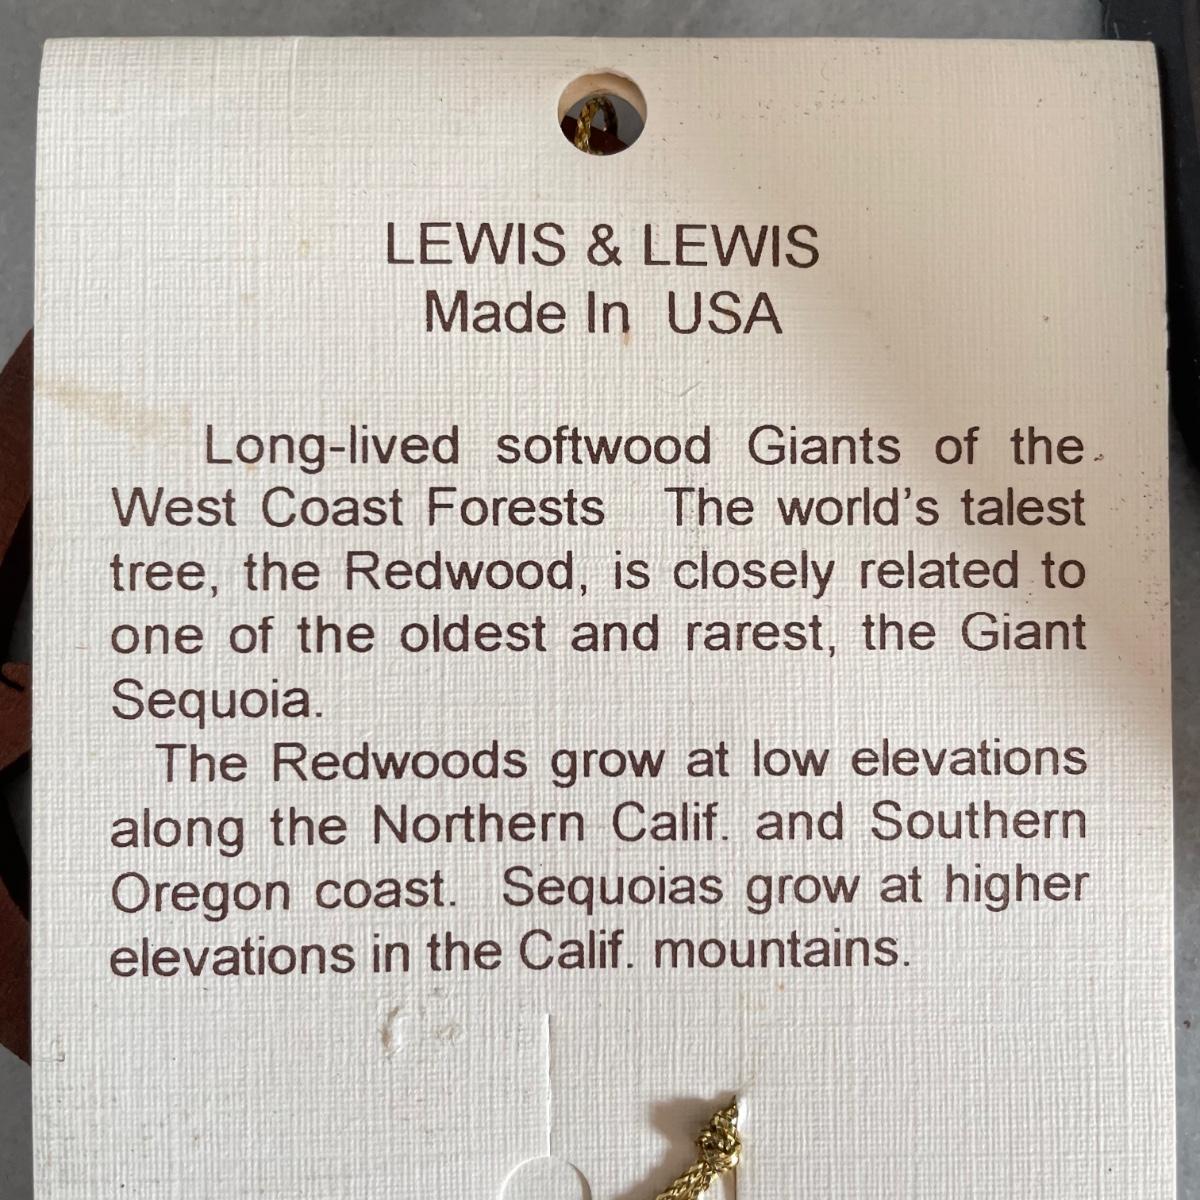 LEWIS & LEWIS
Made In USA
Long-lived softwood Giants of the
West Coast Forests The world's talest
tree, the Redwood, is closely related to
one of the oldest and rarest, the Giant
Sequoia.
The Redwoods grow at low elevations
along the Northern Calif. and Southern
Oregon coast. Sequoias grow at higher
elevations in the Calif. mountains.